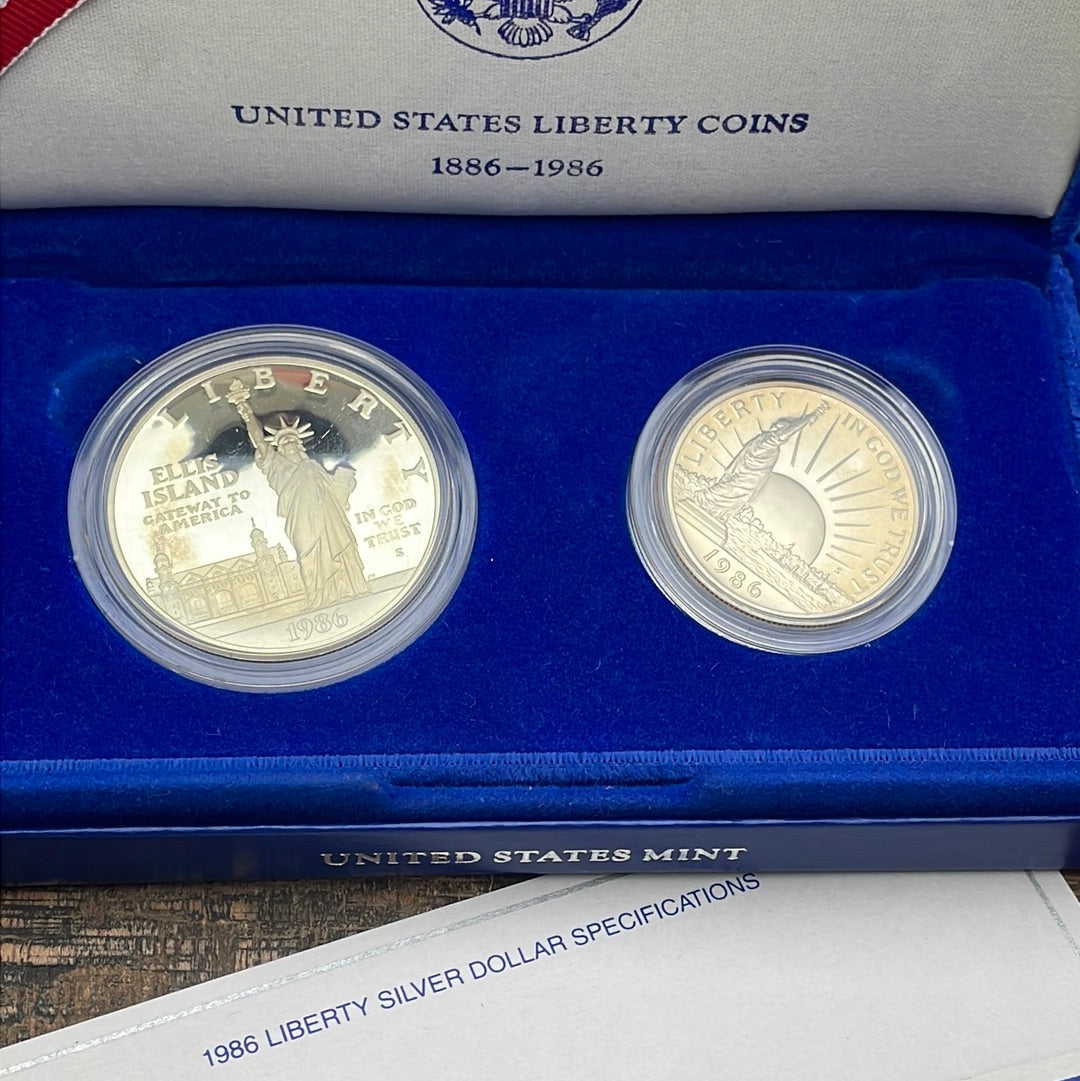 UNITED STATES LIBERTY COINS
1886–1986
LIBERTY
ELLIS
ISLAND
GATEWAY TO
AMERICA
IN GOD
WE
TRUST
S
1986
LIBERTY
IN GOD WE TRUST
S
1986
UNITED STATES MINT
1986 LIBERTY SILVER DOLLAR SPECIFICATIONS